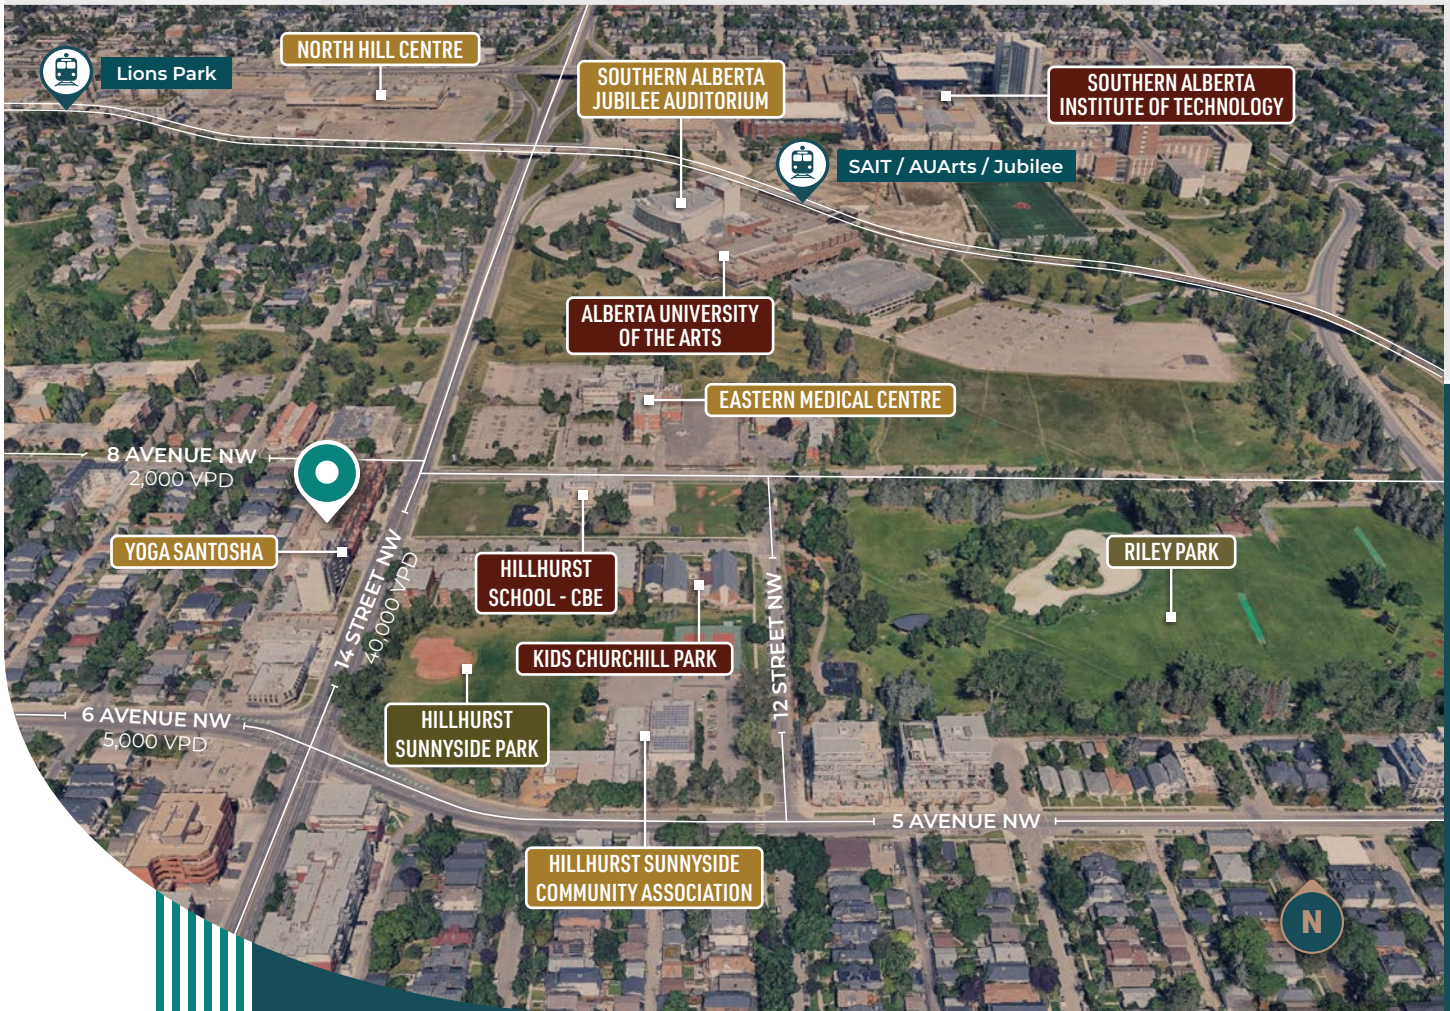 NORTH HILL CENTRE
Lions Park
SOUTHERN ALBERTA
JUBILEE AUDITORIUM
SOUTHERN ALBERTA
INSTITUTE OF TECHNOLOGY
SAIT / AUArts / Jubilee
ALBERTA UNIVERSITY
OF THE ARTS
EASTERN MEDICAL CENTRE
8 AVENUE NW
2,000 VPD
YOGA SANTOSHA
14 STREET NW
40,000 VPD
HILLHURST
SCHOOL - CBE
RILEY PARK
KIDS CHURCHILL PARK
12 STREET NW
HILLHURST
SUNNYSIDE PARK
6 AVENUE NW
5,000 VPD
5 AVENUE NW
HILLHURST SUNNYSIDE
COMMUNITY ASSOCIATION
N